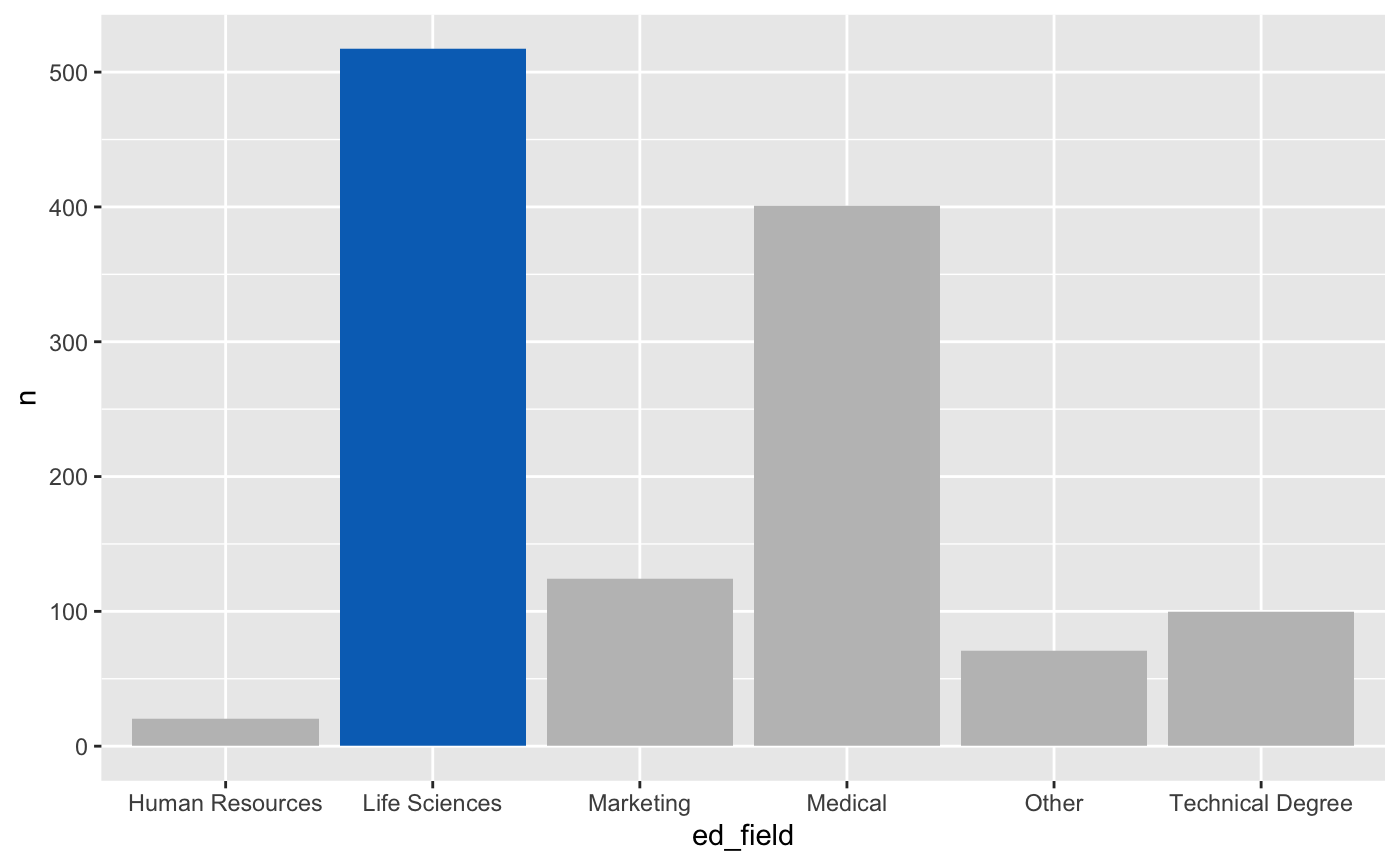 500
400
300
200
100
0
n
Human Resources Life Sciences Marketing Medical Other Technical Degree
ed_field